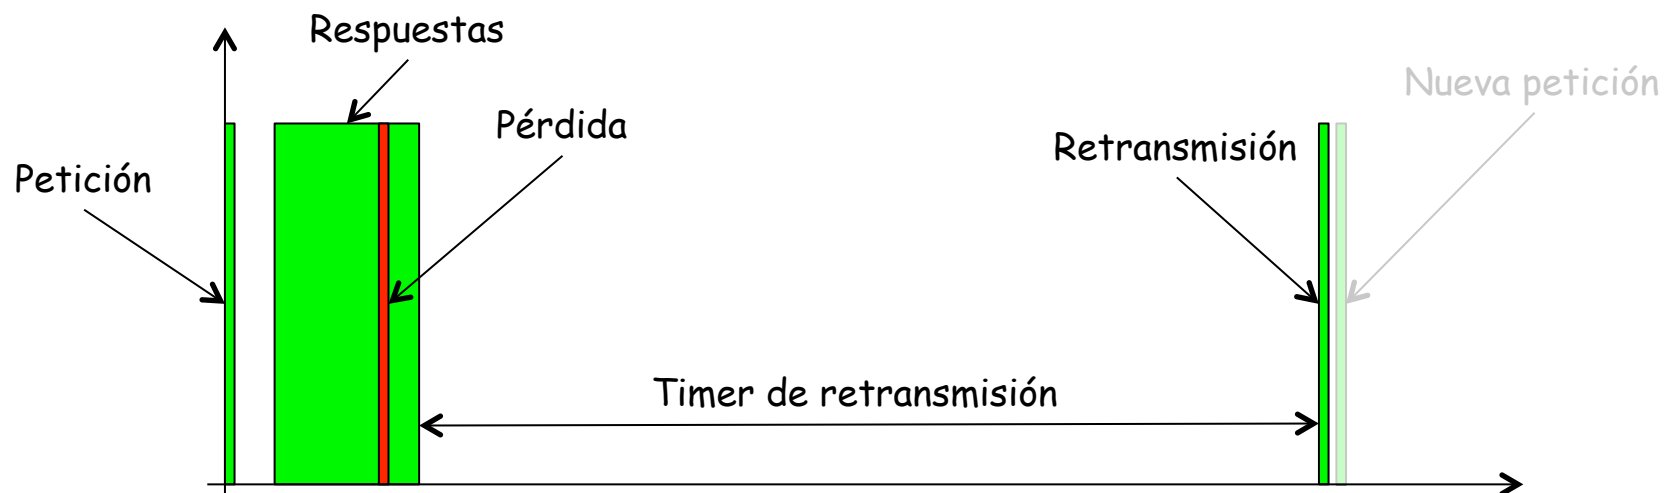 Respuestas
Nueva petición
Pérdida
Retransmisión
Petición
Timer de retransmisión